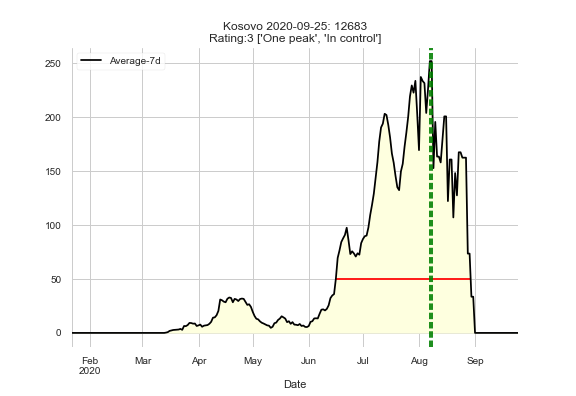 Kosovo 2020-09-25: 12683
Rating:3 ['One peak', 'In control']
Average-7d
250
200
150
100
50
0
Feb Mar Apr May Jun Jul Aug Sep
2020
Date